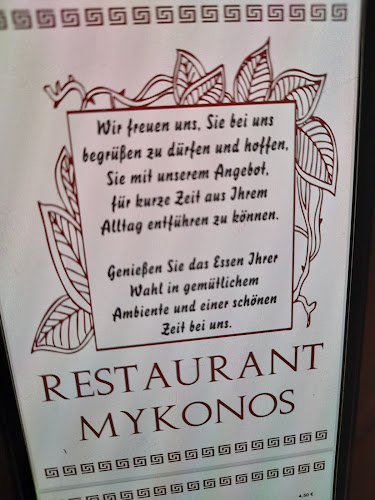 Wir freuen uns, Sie bei uns
begrüßen zu dürfen und hoffen,
Sie mit unserem Angebot,
für kurze Zeit aus Ihrem
Alltag entführen zu können.
Genießen Sie das Essen Ihrer
Wahl in gemütlichem
Ambiente und einer schönen
Zeit bei uns.
RESTAURANT
MYKONOS
4,50 €